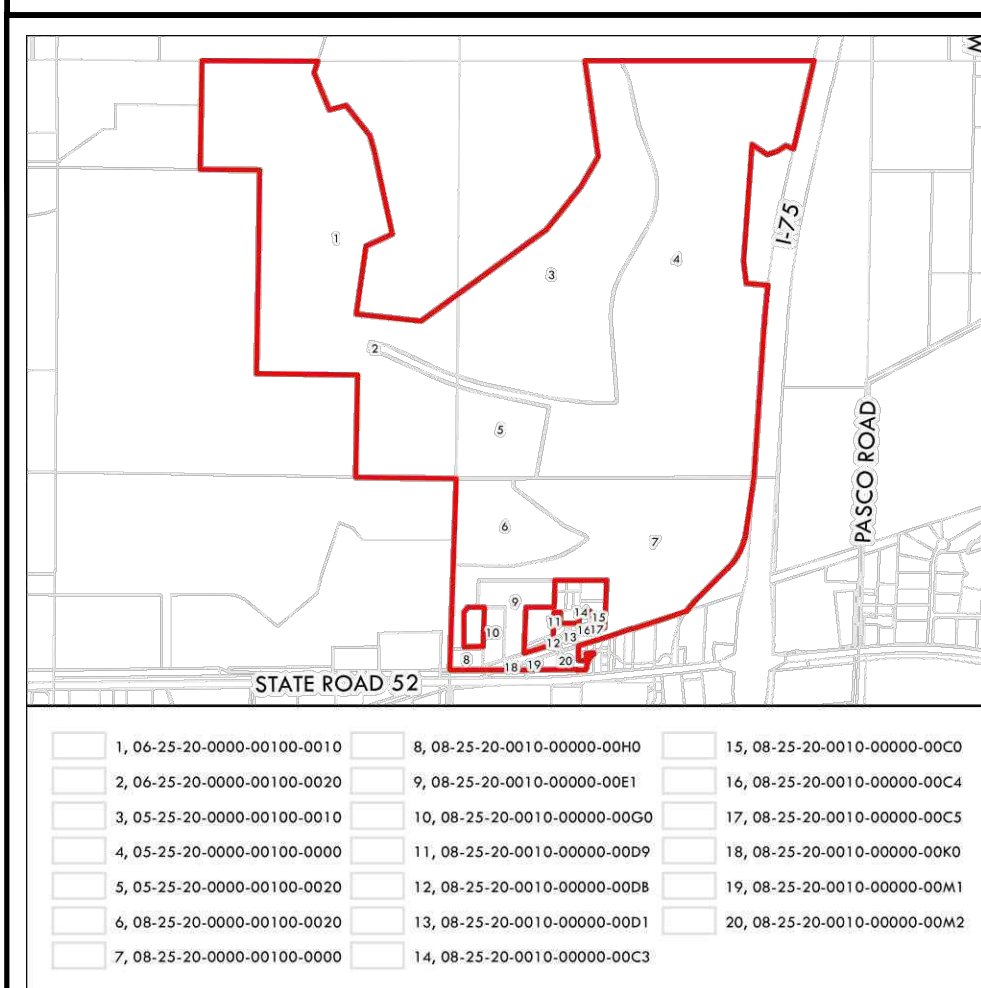 M
I-75
1
3
4
2
5
PASCO ROAD
6
7
9
14
15
11
10
16
17
13
12
8
18
19
20
STATE ROAD 52
1, 06-25-20-0000-00100-0010
2, 06-25-20-0000-00100-0020
3, 05-25-20-0000-00100-0010
4, 05-25-20-0000-00100-0000
5, 05-25-20-0000-00100-0020
6, 08-25-20-0000-00100-0020
7, 08-25-20-0000-00100-0000
8, 08-25-20-0010-00000-00H0
9, 08-25-20-0010-00000-00E1
10, 08-25-20-0010-00000-00G0
11, 08-25-20-0010-00000-00D9
12, 08-25-20-0010-00000-00DB
13, 08-25-20-0010-00000-00D1
14, 08-25-20-0010-00000-00C3
15, 08-25-20-0010-00000-00C0
16, 08-25-20-0010-00000-00C4
17, 08-25-20-0010-00000-00C5
18, 08-25-20-0010-00000-00K0
19, 08-25-20-0010-00000-00M1
20, 08-25-20-0010-00000-00M2